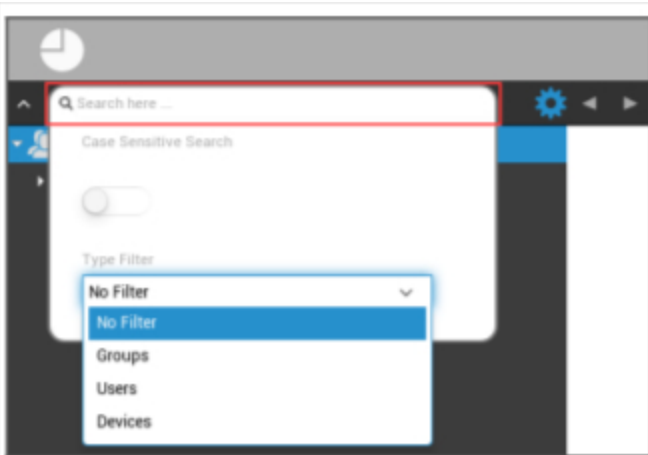 Search here ...
Case Sensitive Search
Type Filter
No Filter
No Filter
Groups
Users
Devices